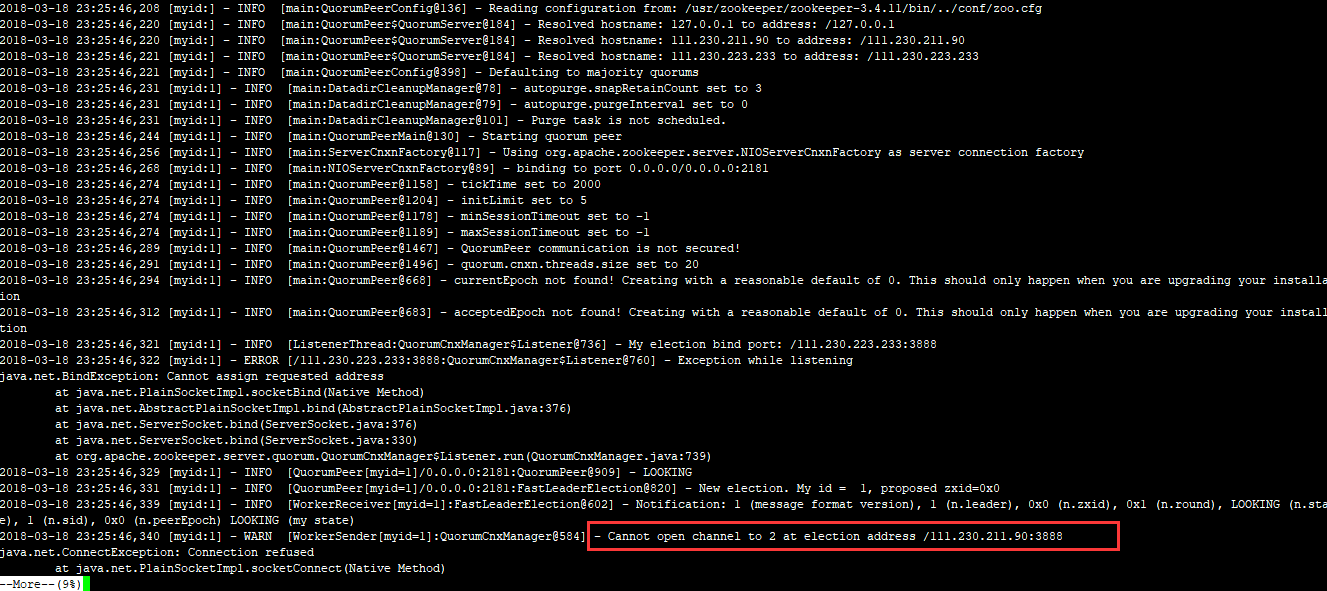 2018-03-18 23:25:46,208 [myid:] - INFO  [main:QuorumPeerConfig@136] - Reading configuration from: /usr/zookeeper/zookeeper-3.4.11/bin/../conf/zoo.cfg
2018-03-18 23:25:46,220 [myid:] - INFO  [main:QuorumPeer$QuorumServer@184] - Resolved hostname: 127.0.0.1 to address: /127.0.0.1
2018-03-18 23:25:46,220 [myid:] - INFO  [main:QuorumPeer$QuorumServer@184] - Resolved hostname: 111.230.211.90 to address: /111.230.211.90
2018-03-18 23:25:46,221 [myid:] - INFO  [main:QuorumPeer$QuorumServer@184] - Resolved hostname: 111.230.223.233 to address: /111.230.223.233
2018-03-18 23:25:46,221 [myid:] - INFO  [main:QuorumPeerConfig@398] - Defaulting to majority quorums
2018-03-18 23:25:46,231 [myid:1] - INFO  [main:DatadirCleanupManager@78] - autopurge.snapRetainCount set to 3
2018-03-18 23:25:46,231 [myid:1] - INFO  [main:DatadirCleanupManager@79] - autopurge.purgeInterval set to 0
2018-03-18 23:25:46,231 [myid:1] - INFO  [main:DatadirCleanupManager@101] - Purge task is not scheduled.
2018-03-18 23:25:46,244 [myid:1] - INFO  [main:QuorumPeerMain@130] - Starting quorum peer
2018-03-18 23:25:46,256 [myid:1] - INFO  [main:ServerCnxnFactory@117] - Using org.apache.zookeeper.server.NIOServerCnxnFactory as server connection factory
2018-03-18 23:25:46,268 [myid:1] - INFO  [main:NIOServerCnxnFactory@89] - binding to port 0.0.0.0/0.0.0.0:2181
2018-03-18 23:25:46,274 [myid:1] - INFO  [main:QuorumPeer@1158] - tickTime set to 2000
2018-03-18 23:25:46,274 [myid:1] - INFO  [main:QuorumPeer@1204] - initLimit set to 5
2018-03-18 23:25:46,274 [myid:1] - INFO  [main:QuorumPeer@1178] - minSessionTimeout set to -1
2018-03-18 23:25:46,274 [myid:1] - INFO  [main:QuorumPeer@1189] - maxSessionTimeout set to -1
2018-03-18 23:25:46,289 [myid:1] - INFO  [main:QuorumPeer@1467] - QuorumPeer communication is not secured!
2018-03-18 23:25:46,291 [myid:1] - INFO  [main:QuorumPeer@1496] - quorum.cnxn.threads.size set to 20
2018-03-18 23:25:46,294 [myid:1] - INFO  [main:QuorumPeer@668] - currentEpoch not found! Creating with a reasonable default of 0. This should only happen when you are upgrading your installa
ion
2018-03-18 23:25:46,312 [myid:1] - INFO  [main:QuorumPeer@683] - acceptedEpoch not found! Creating with a reasonable default of 0. This should only happen when you are upgrading your install
tion
2018-03-18 23:25:46,321 [myid:1] - INFO  [ListenerThread:QuorumCnxManager$Listener@736] - My election bind port: /111.230.223.233:3888
2018-03-18 23:25:46,322 [myid:1] - ERROR [/111.230.223.233:3888:QuorumCnxManager$Listener@760] - Exception while listening
java.net.BindException: Cannot assign requested address
at java.net.PlainSocketImpl.socketBind(Native Method)
at java.net.AbstractPlainSocketImpl.bind(AbstractPlainSocketImpl.java:376)
at java.net.ServerSocket.bind(ServerSocket.java:376)
at java.net.ServerSocket.bind(ServerSocket.java:330)
at org.apache.zookeeper.server.quorum.QuorumCnxManager$Listener.run(QuorumCnxManager.java:739)
2018-03-18 23:25:46,329 [myid:1] - INFO  [QuorumPeer[myid=1]/0.0.0.0:2181:QuorumPeer@909] - LOOKING
2018-03-18 23:25:46,331 [myid:1] - INFO  [QuorumPeer[myid=1]/0.0.0.0:2181:FastLeaderElection@820] - New election. My id =  1, proposed zxid=0x0
2018-03-18 23:25:46,339 [myid:1] - INFO  [WorkerReceiver[myid=1]:FastLeaderElection@602] - Notification: 1 (message format version), 1 (n.leader), 0x0 (n.zxid), 0x1 (n.round), LOOKING (n.sta
e), 1 (n.sid), 0x0 (n.peerEpoch) LOOKING (my state)
2018-03-18 23:25:46,340 [myid:1] - WARN  [WorkerSender[myid=1]:QuorumCnxManager@584] - Cannot open channel to 2 at election address /111.230.211.90:3888
java.net.ConnectException: Connection refused
at java.net.PlainSocketImpl.socketConnect(Native Method)
--More--(9%)